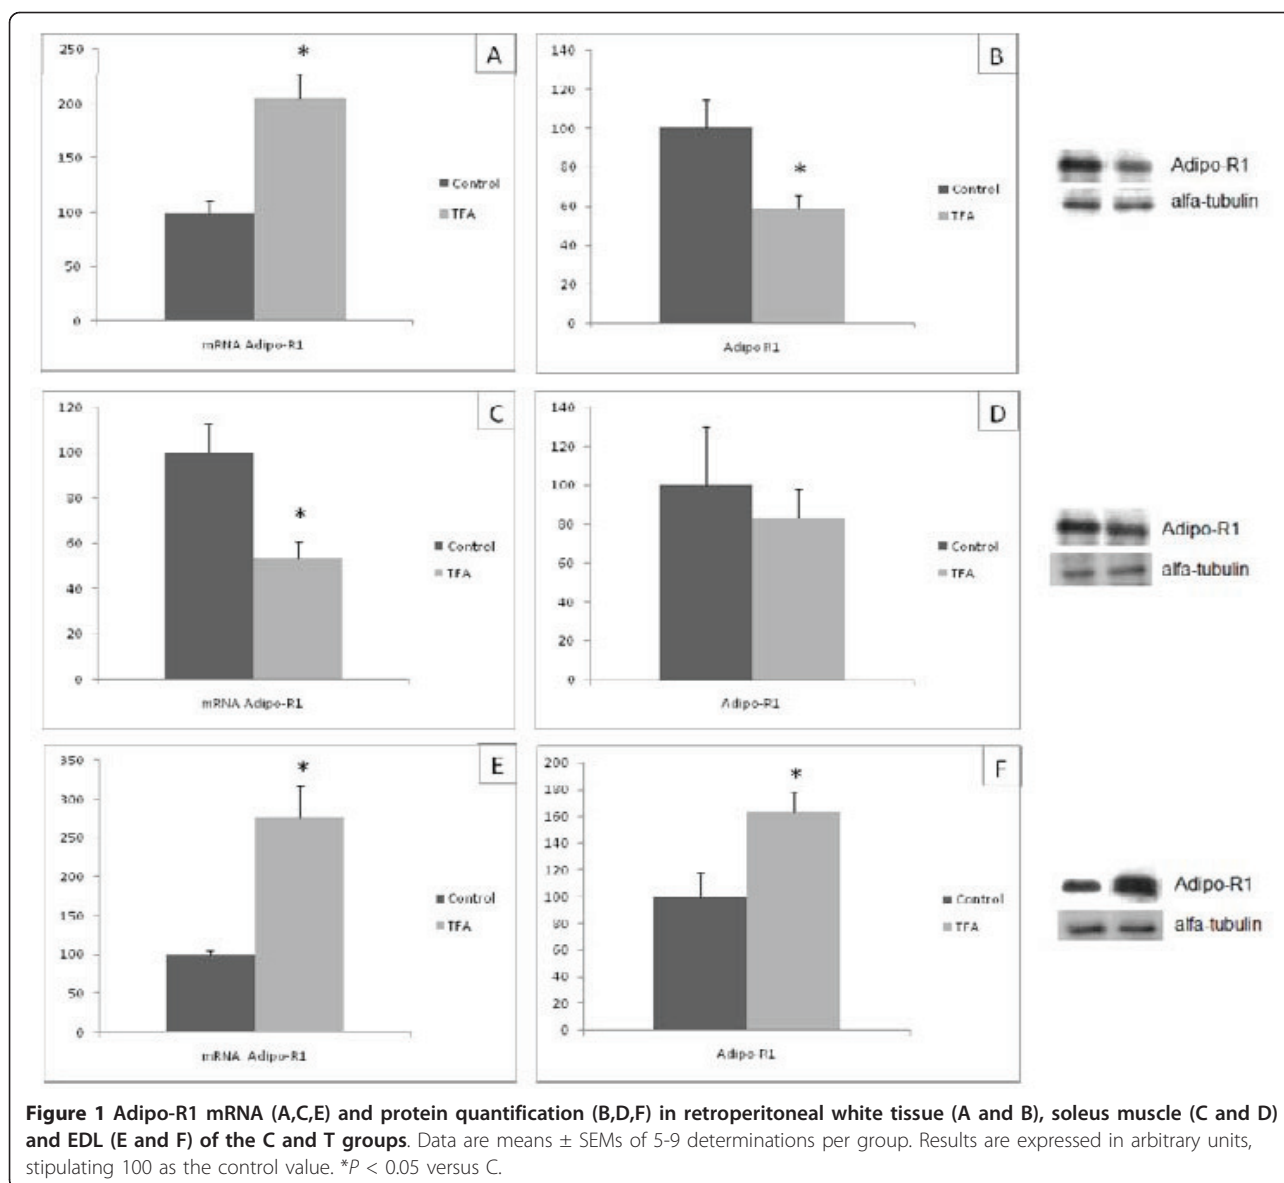 250
200
150
100
50
0
*
A
Control
TFA
mRNA Adipo-R1
140
120
100
80
60
40
20
0
*
B
Control
TFA
Adipo R1
Adipo-R1
alfa-tubulin
120
100
80
60
40
20
0
*
C
Control
TFA
mRNA Adipo-R1
140
120
100
80
60
40
20
0
D
Control
TFA
Adipo-R1
Adipo-R1
alfa-tubulin
350
300
250
200
150
100
50
0
*
E
Control
TFA
mRNA Adipo-R1
200
180
160
140
120
100
80
60
40
20
0
*
F
Control
TFA
Adipo-R1
Adipo-R1
alfa-tubulin
Figure 1 Adipo-R1 mRNA (A,C,E) and protein quantification (B,D,F) in retroperitoneal white tissue (A and B), soleus muscle (C and D)
and EDL (E and F) of the C and T groups. Data are means ± SEMs of 5-9 determinations per group. Results are expressed in arbitrary units,
stipulating 100 as the control value. *P < 0.05 versus C.